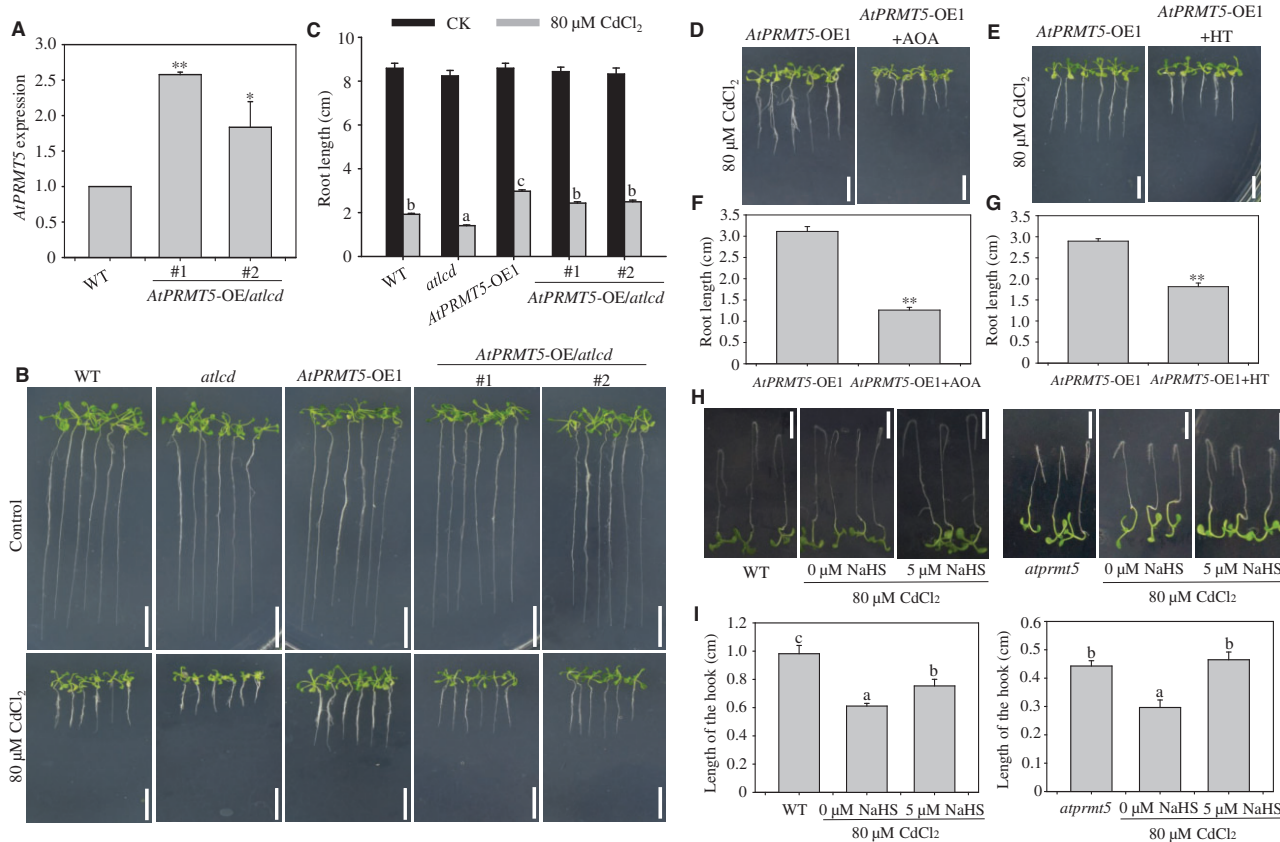 A
AtPRMT5 expression
3.0
2.5
2.0
1.5
1.0
0.5
0.0
**
*
WT
#1
#2
AtPRMT5-OE/atlcd
C
CK
80 μM CdCl₂
Root length (cm)
10
8
6
4
2
0
b
a
c
b
b
WT
atlcd
AtPRMT5-OE1
#1
#2
AtPRMT5-OE/atlcd
D
AtPRMT5-OE1
AtPRMT5-OE1
+AOA
80 μM CdCl₂
E
AtPRMT5-OE1
AtPRMT5-OE1
+HT
80 μM CdCl₂
F
Root length (cm)
3.5
3.0
2.5
2.0
1.5
1.0
0.5
0
**
AtPRMT5-OE1
AtPRMT5-OE1+AOA
G
Root length (cm)
3.5
3.0
2.5
2.0
1.5
1.0
0.5
0
**
AtPRMT5-OE1
AtPRMT5-OE1+HT
B
WT
atlcd
AtPRMT5-OE1
AtPRMT5-OE/atlcd
#1
#2
Control
80 μM CdCl₂
H
WT
0 μM NaHS
5 μM NaHS
80 μM CdCl₂
atprmt5
0 μM NaHS
5 μM NaHS
80 μM CdCl₂
I
Length of the hook (cm)
1.2
1.0
0.8
0.6
0.4
0.2
0
c
a
b
WT
0 μM NaHS
5 μM NaHS
80 μM CdCl₂
Length of the hook (cm)
0.6
0.5
0.4
0.3
0.2
0.1
0
b
a
b
atprmt5
0 μM NaHS
5 μM NaHS
80 μM CdCl₂